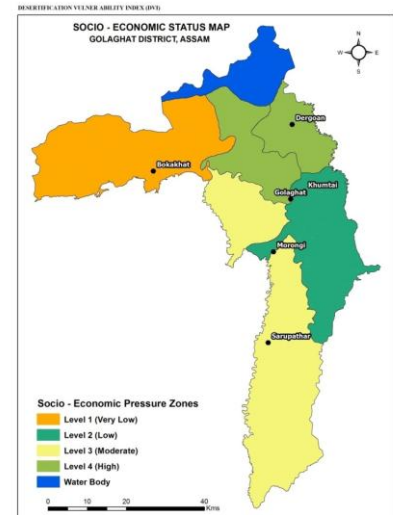 DESERTIFICATION VULNER ABILITY INDEX (DVI)
SOCIO - ECONOMIC STATUS MAP
GOLAGHAT DISTRICT, ASSAM
N
W E
S
Dergoan
Bokakhat
Khumtai
Golaghat
Morongi
Sarupathar
Socio - Economic Pressure Zones
Level 1 (Very Low)
Level 2 (Low)
Level 3 (Moderate)
Level 4 (High)
Water Body
0 10 20 40
Kms